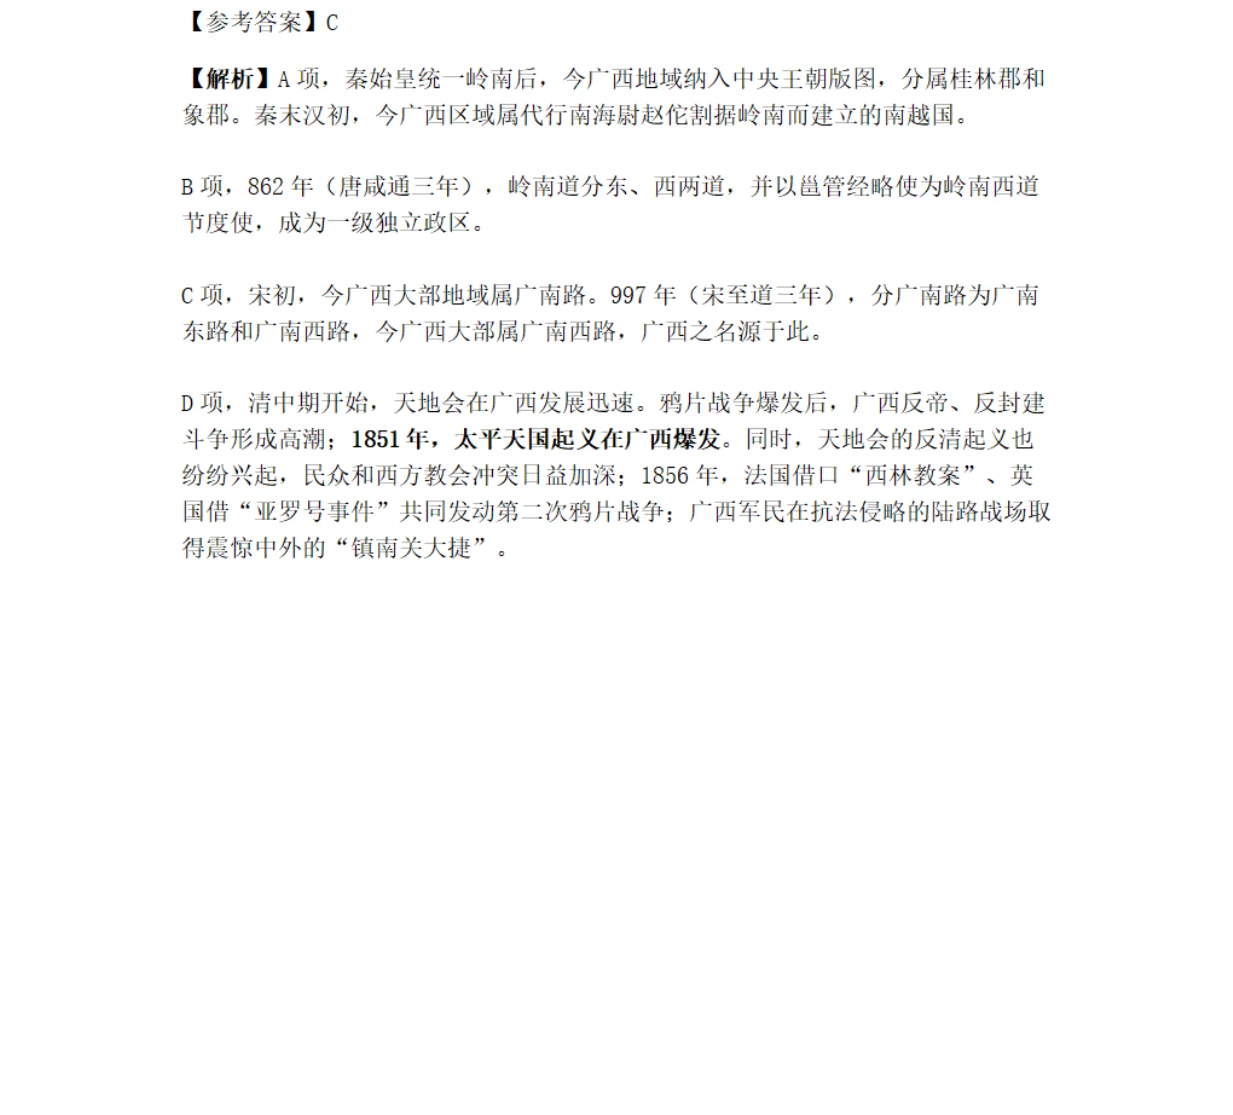 【参考答案】C
【解析】A 项，秦始皇统一岭南后，今广西地域纳入中央王朝版图，分属桂林郡和
象郡。秦末汉初，今广西区域属代行南海尉赵佗割据岭南而建立的南越国。
B 项，862 年（唐咸通三年），岭南道分东、西两道，并以邕管经略使为岭南西道
节度使，成为一级独立政区。
C 项，宋初，今广西大部地域属广南路。997 年（宋至道三年），分广南路为广南
东路和广南西路，今广西大部属广南西路，广西之名源于此。
D 项，清中期开始，天地会在广西发展迅速。鸦片战争爆发后，广西反帝、反封建
斗争形成高潮；1851 年，太平天国起义在广西爆发。同时，天地会的反清起义也
纷纷兴起，民众和西方教会冲突日益加深；1856 年，法国借口“西林教案”、英
国借“亚罗号事件”共同发动第二次鸦片战争；广西军民在抗法侵略的陆路战场取
得震惊中外的“镇南关大捷”。